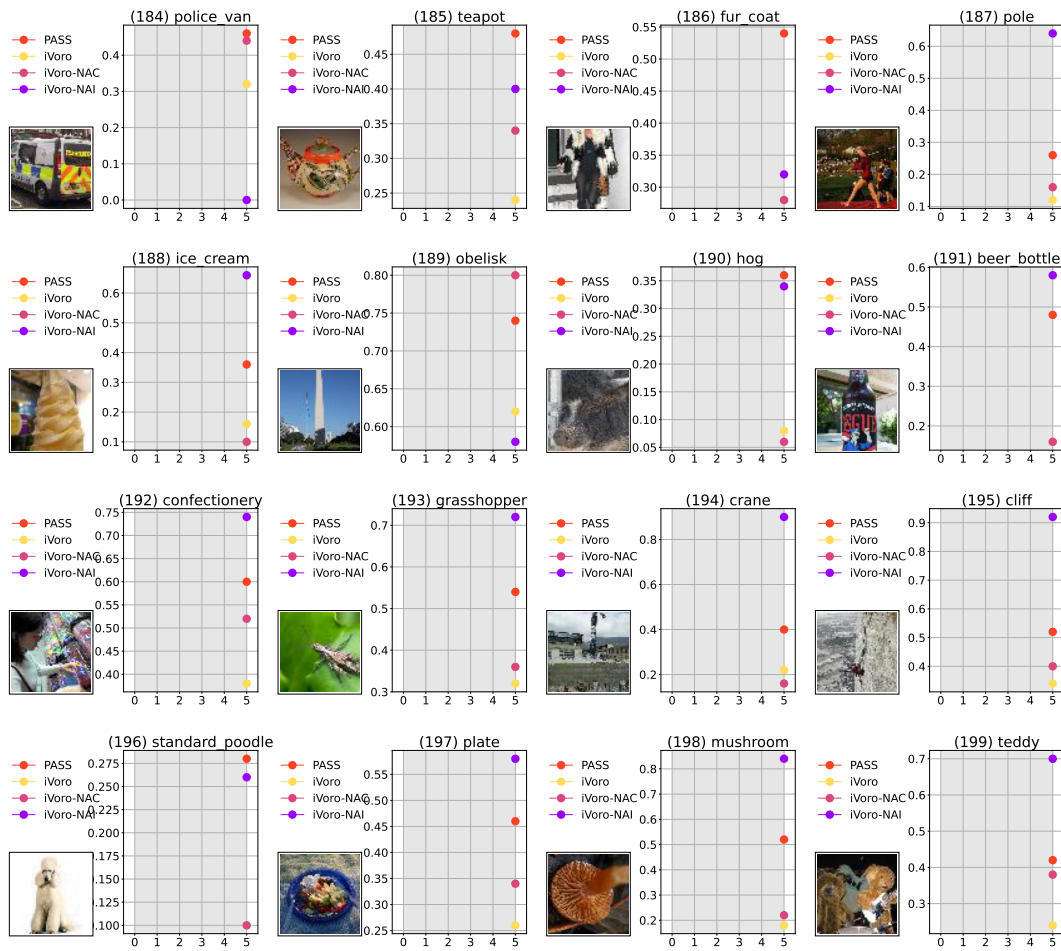 (184) police_van
PASS
iVoro
iVoro-NAC
iVoro-NAI
0.4
0.3
0.2
0.1
0.0
0 1 2 3 4 5
(185) teapot
PASS
iVoro
iVoro-NAC
iVoro-NAI
0.45
0.40
0.35
0.30
0.25
0 1 2 3 4 5
(186) fur_coat
PASS
iVoro
iVoro-NAC
iVoro-NAI
0.55
0.50
0.45
0.40
0.35
0.30
0 1 2 3 4 5
(187) pole
PASS
iVoro
iVoro-NAC
iVoro-NAI
0.6
0.5
0.4
0.3
0.2
0.1
0 1 2 3 4 5
(188) ice_cream
PASS
iVoro
iVoro-NAC
iVoro-NAI
0.6
0.5
0.4
0.3
0.2
0.1
0 1 2 3 4 5
(189) obelisk
PASS
iVoro
iVoro-NAC
iVoro-NAI
0.80
0.75
0.70
0.65
0.60
0 1 2 3 4 5
(190) hog
PASS
iVoro
iVoro-NAC
iVoro-NAI
0.35
0.30
0.25
0.20
0.15
0.10
0.05
0 1 2 3 4 5
(191) beer_bottle
PASS
iVoro
iVoro-NAC
iVoro-NAI
0.6
0.5
0.4
0.3
0.2
0 1 2 3 4 5
(192) confectionery
PASS
iVoro
iVoro-NAC
iVoro-NAI
0.75
0.70
0.65
0.60
0.55
0.50
0.45
0.40
0 1 2 3 4 5
(193) grasshopper
PASS
iVoro
iVoro-NAC
iVoro-NAI
0.7
0.6
0.5
0.4
0.3
0 1 2 3 4 5
(194) crane
PASS
iVoro
iVoro-NAC
iVoro-NAI
0.8
0.6
0.4
0.2
0 1 2 3 4 5
(195) cliff
PASS
iVoro
iVoro-NAC
iVoro-NAI
0.9
0.8
0.7
0.6
0.5
0.4
0 1 2 3 4 5
(196) standard_poodle
PASS
iVoro
iVoro-NAC
iVoro-NAI
0.275
0.250
0.225
0.200
0.175
0.150
0.125
0.100
0 1 2 3 4 5
(197) plate
PASS
iVoro
iVoro-NAC
iVoro-NAI
0.55
0.50
0.45
0.40
0.35
0.30
0.25
0 1 2 3 4 5
(198) mushroom
PASS
iVoro
iVoro-NAC
iVoro-NAI
0.8
0.7
0.6
0.5
0.4
0.3
0.2
0 1 2 3 4 5
(199) teddy
PASS
iVoro
iVoro-NAC
iVoro-NAI
0.7
0.6
0.5
0.4
0.3
0 1 2 3 4 5